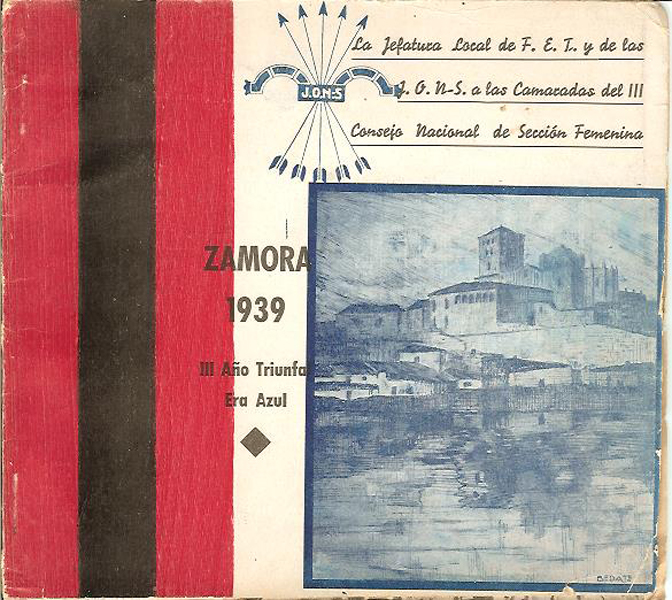 La Jefatura Local de F. E. T. y de las
J. O. N-S. a las Camaradas del III
Consejo Nacional de Sección Femenina
J.O.N-S
ZAMORA
1939
III Año Triunfa
Era Azul